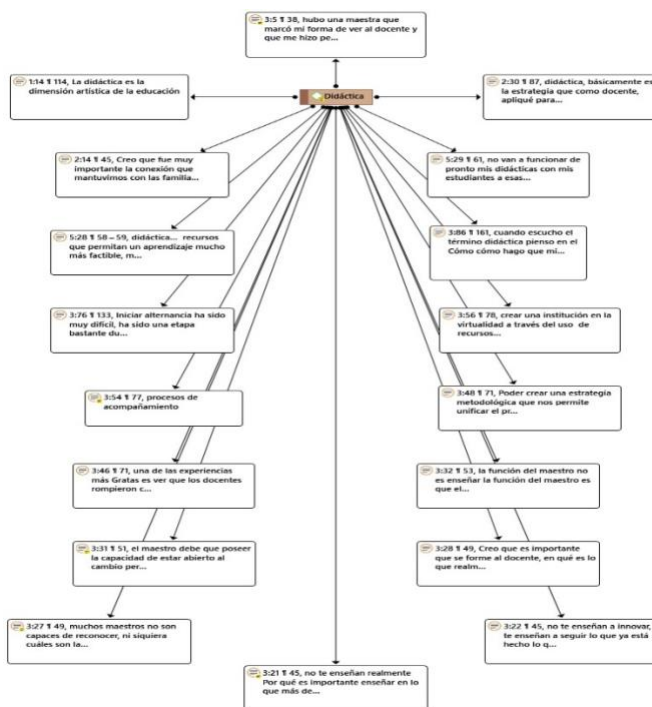 3:5 ¶ 38, hubo una maestra que
marcó mi forma de ver al docente y
que me hizo pe...
1:14 ¶ 114, La didáctica es la
dimensión artística de la educación
Didáctica
2:30 ¶ 87, didáctica, básicamente es
la estrategia que como docente,
apliqué para...
2:14 ¶ 45, Creo que fue muy
importante la conexión que
mantuvimos con las familia...
5:29 ¶ 61, no van a funcionar de
pronto mis didácticas con mis
estudiantes a esas...
5:28 ¶ 58 – 59, didáctica... recursos
que permitan un aprendizaje mucho
más factible, m...
3:86 ¶ 161, cuando escucho el
término didáctica pienso en el
Cómo cómo hago que mi...
3:76 ¶ 133, Iniciar alternancia ha sido
muy difícil, ha sido una etapa
bastante du...
3:56 ¶ 78, crear una institución en la
virtualidad a través del uso de
recursos...
3:54 ¶ 77, procesos de
acompañamiento
3:48 ¶ 71, Poder crear una estrategia
metodológica que nos permite
unificar el pr...
3:46 ¶ 71, una de las experiencias
más Gratas es ver que los docentes
rompieron c...
3:32 ¶ 53, la función del maestro no
es enseñar la función del maestro es
que el...
3:31 ¶ 51, el maestro debe que poseer
la capacidad de estar abierto al
cambio per...
3:28 ¶ 49, Creo que es importante
que se forme al docente, en qué es lo
que realm...
3:27 ¶ 49, muchos maestros no son
capaces de reconocer, ni siquiera
cuáles son la...
3:22 ¶ 45, no te enseñan a innovar,
te enseñan a seguir lo que ya está
hecho lo q...
3:21 ¶ 45, no te enseñan realmente
Por qué es importante enseñar en lo
que más de...